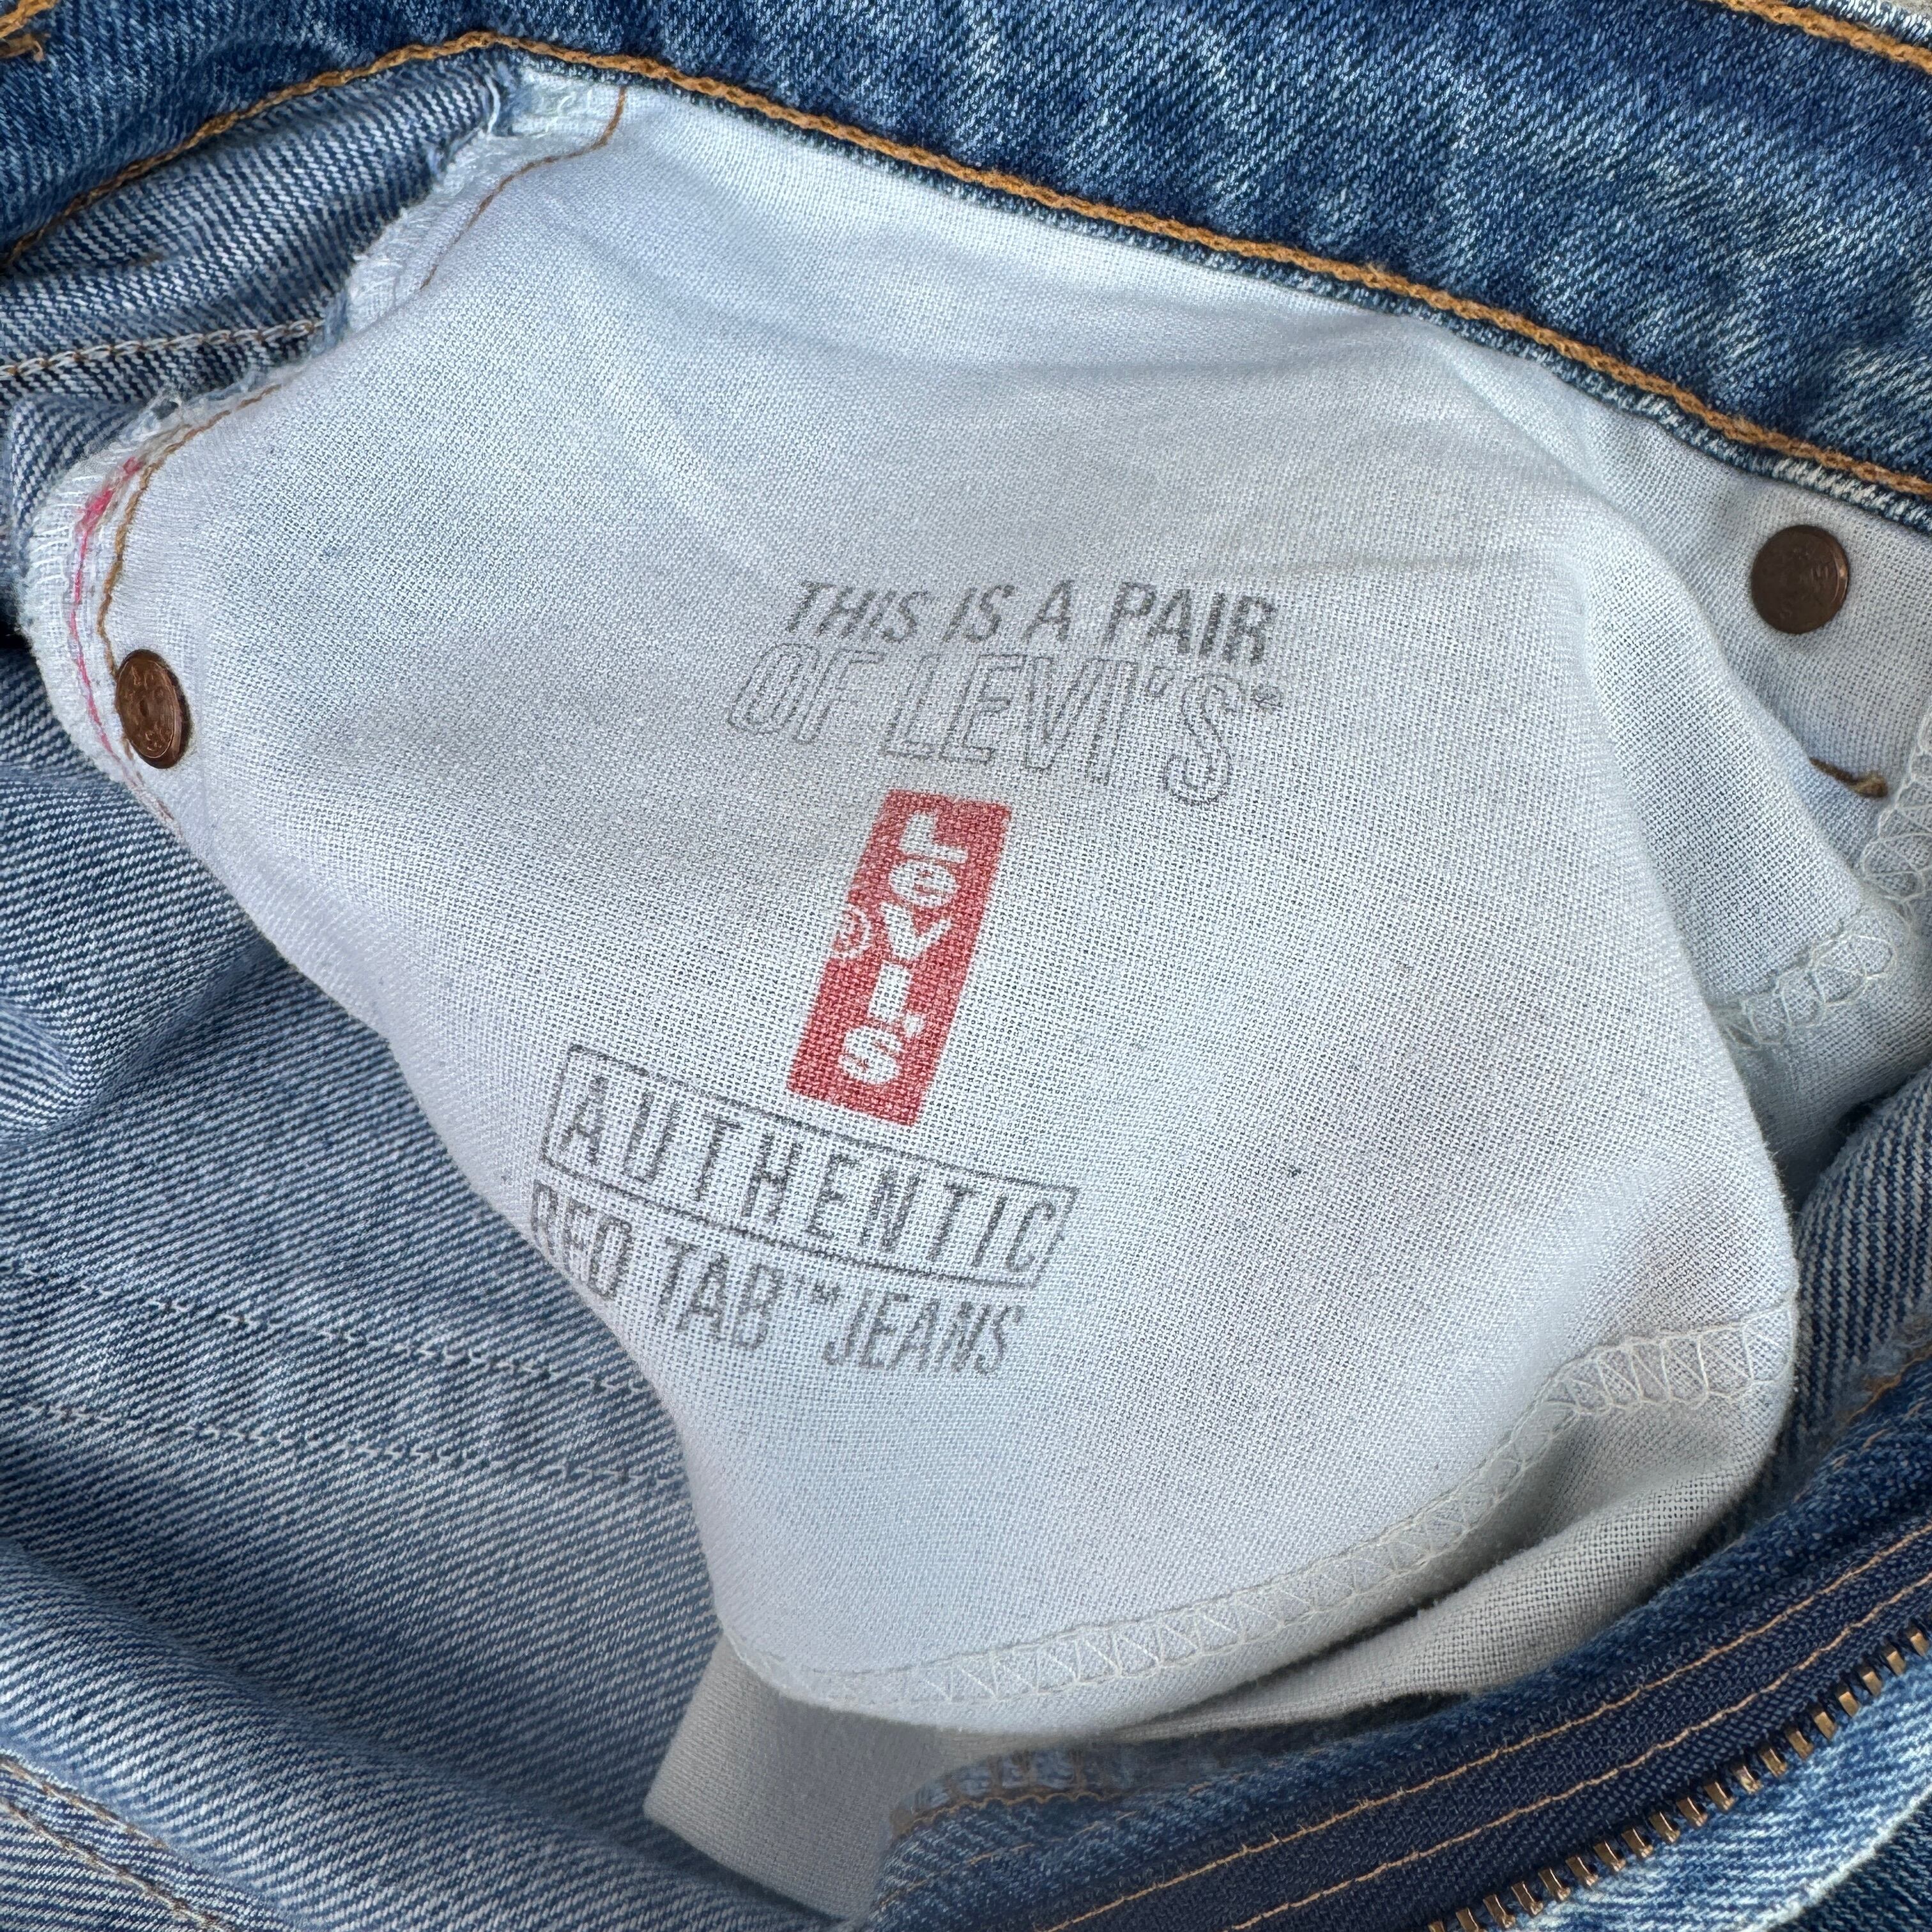 THIS IS A PAIR
OF LEVI'S®
Levi's®
AUTHENTIC
RED TAB™ JEANS